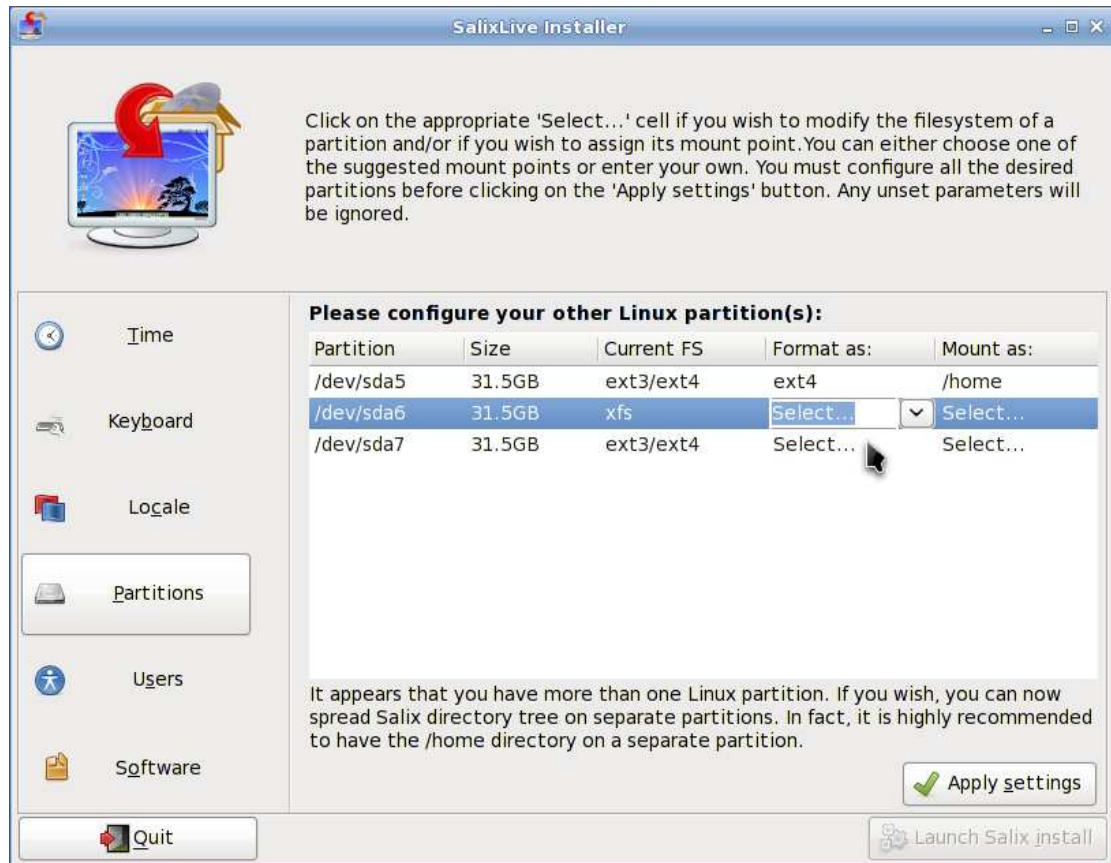 SalixLive Installer
Click on the appropriate 'Select...' cell if you wish to modify the filesystem of a
partition and/or if you wish to assign its mount point.You can either choose one of
the suggested mount points or enter your own. You must configure all the desired
partitions before clicking on the 'Apply settings' button. Any unset parameters will
be ignored.
Time
Keyboard
Locale
Partitions
Users
Software
Please configure your other Linux partition(s):
Partition Size Current FS Format as: Mount as:
/dev/sda5 31.5GB ext3/ext4 ext4 /home
/dev/sda6 31.5GB xfs Select... Select...
/dev/sda7 31.5GB ext3/ext4 Select... Select...
It appears that you have more than one Linux partition. If you wish, you can now
spread Salix directory tree on separate partitions. In fact, it is highly recommended
to have the /home directory on a separate partition.
Apply settings
Quit
Launch Salix install